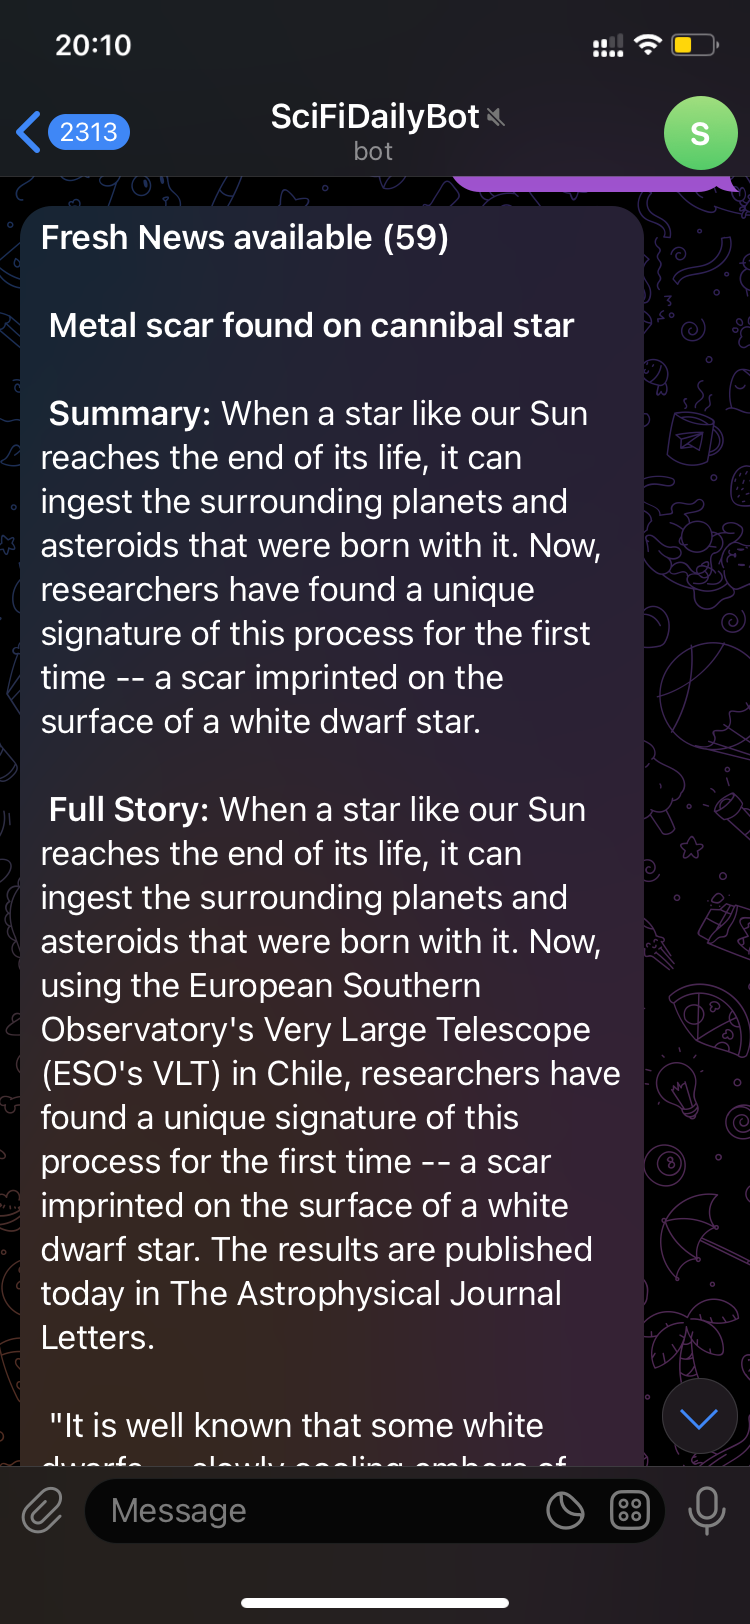 20:10
2313
SciFiDailyBot
bot
S
Fresh News available (59)
Metal scar found on cannibal star
Summary: When a star like our Sun
reaches the end of its life, it can
ingest the surrounding planets and
asteroids that were born with it. Now,
researchers have found a unique
signature of this process for the first
time -- a scar imprinted on the
surface of a white dwarf star.
Full Story: When a star like our Sun
reaches the end of its life, it can
ingest the surrounding planets and
asteroids that were born with it. Now,
using the European Southern
Observatory's Very Large Telescope
(ESO's VLT) in Chile, researchers have
found a unique signature of this
process for the first time -- a scar
imprinted on the surface of a white
dwarf star. The results are published
today in The Astrophysical Journal
Letters.
"It is well known that some white
dwarfs -- slowly cooling embers of
Message